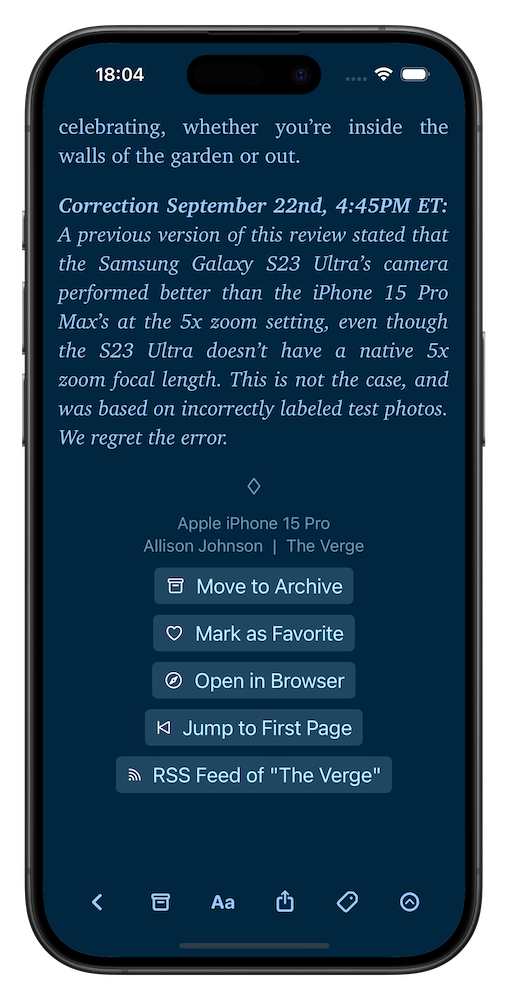 18:04
celebrating, whether you’re inside the
walls of the garden or out.
Correction September 22nd, 4:45PM ET:
A previous version of this review stated that
the Samsung Galaxy S23 Ultra’s camera
performed better than the iPhone 15 Pro
Max’s at the 5x zoom setting, even though
the S23 Ultra doesn’t have a native 5x
zoom focal length. This is not the case, and
was based on incorrectly labeled test photos.
We regret the error.
Apple iPhone 15 Pro
Allison Johnson | The Verge
Move to Archive
Mark as Favorite
Open in Browser
Jump to First Page
RSS Feed of "The Verge"
Aa